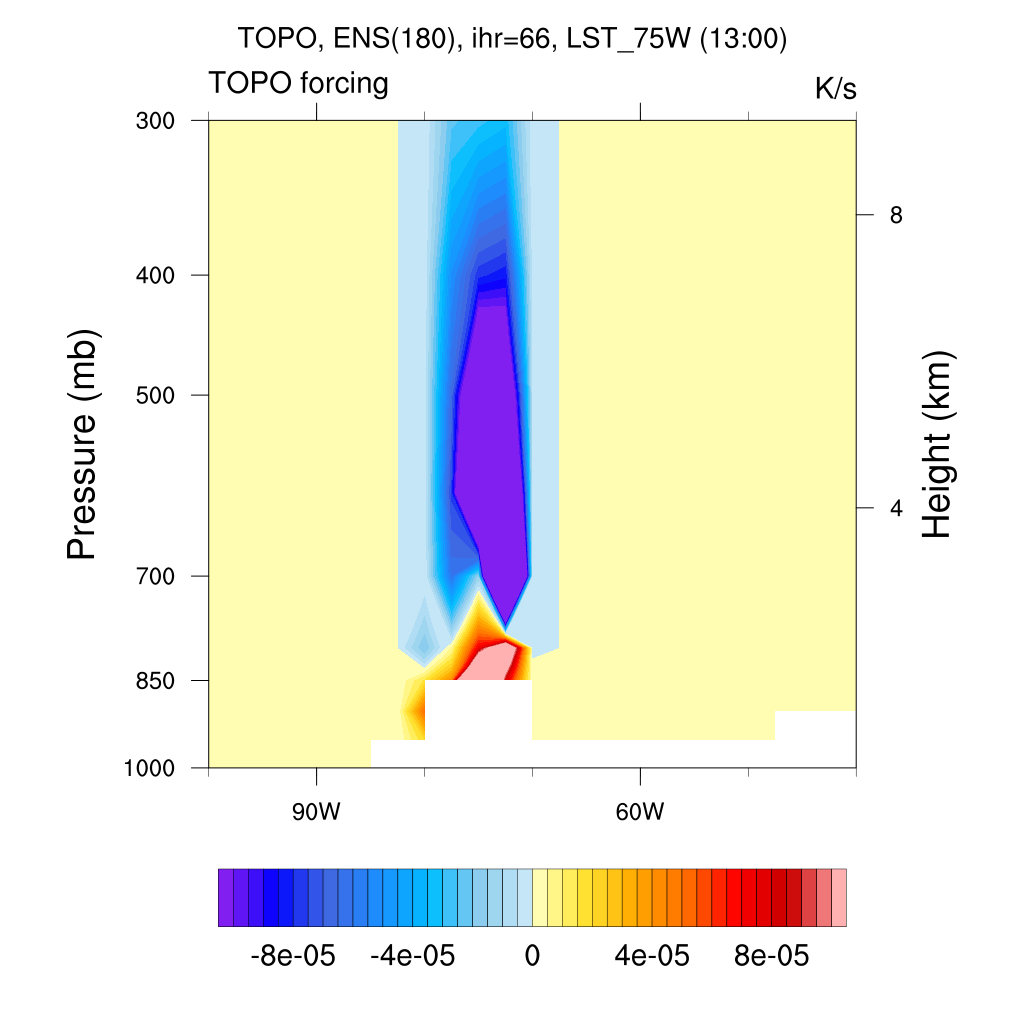 TOPO, ENS(180), ihr=66, LST_75W (13:00)
TOPO forcing
K/s
300
400
500
700
850
1000
Pressure (mb)
8
4
Height (km)
90W
60W
-8e-05
-4e-05
0
4e-05
8e-05